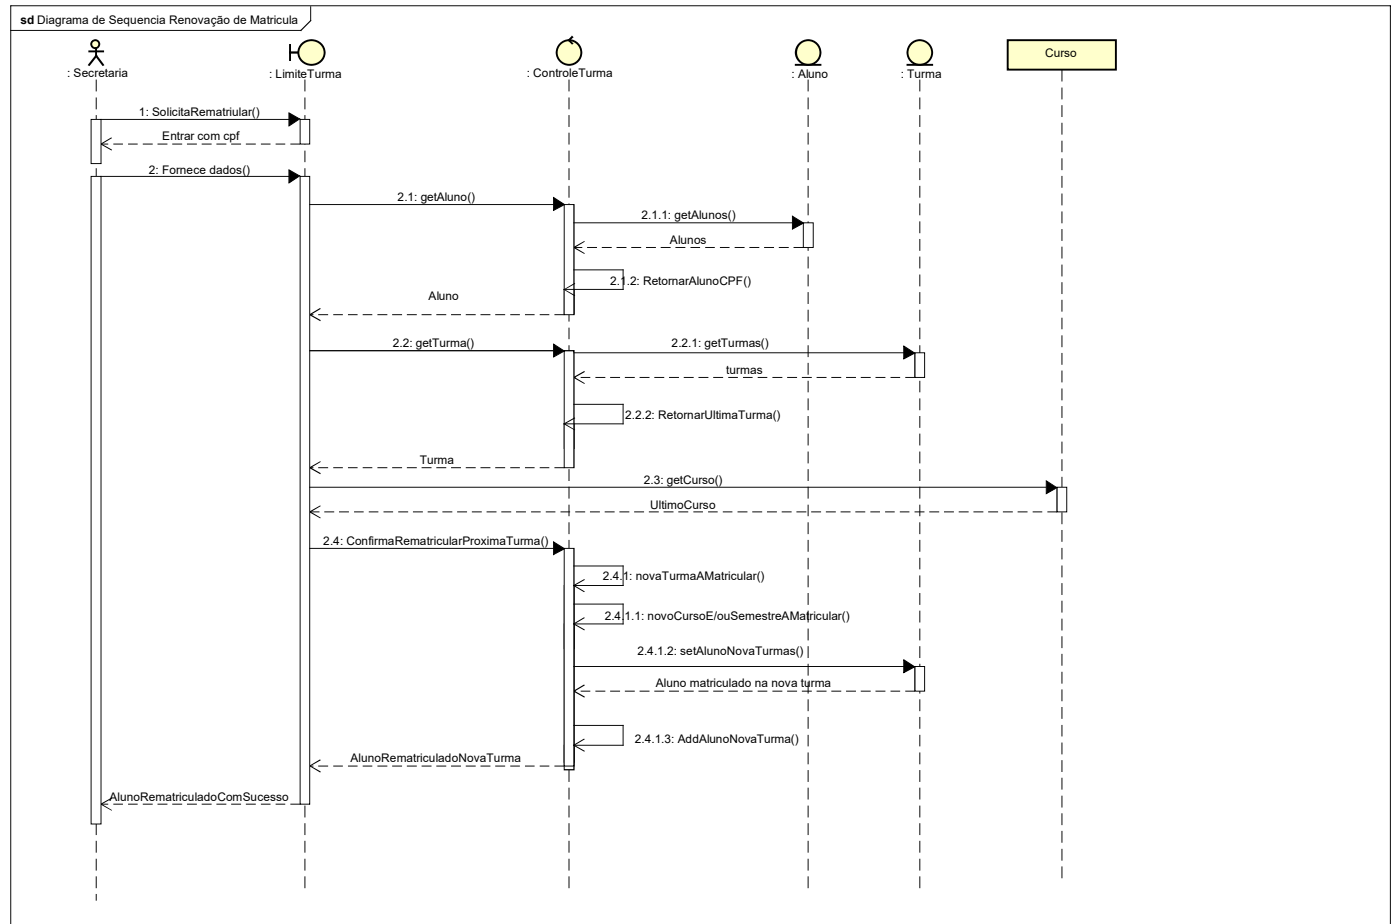 sd Diagrama de Sequencia Renovação de Matricula
: Secretaria
: LimiteTurma
: ControleTurma
: Aluno
: Turma
Curso
1: SolicitaRematriular()
Entrar com cpf
2: Fornece dados()
2.1: getAluno()
2.1.1: getAlunos()
Alunos
2.1.2: RetornarAlunoCPF()
Aluno
2.2: getTurma()
2.2.1: getTurmas()
turmas
2.2.2: RetornarUltimaTurma()
Turma
2.3: getCurso()
UltimoCurso
2.4: ConfirmaRematricularProximaTurma()
2.4.1: novaTurmaAMatricular()
2.4.1.1: novoCursoE/ouSemestreAMatricular()
2.4.1.2: setAlunoNovaTurmas()
Aluno matriculado na nova turma
2.4.1.3: AddAlunoNovaTurma()
AlunoRematriculadoNovaTurma
AlunoRematriculadoComSucesso